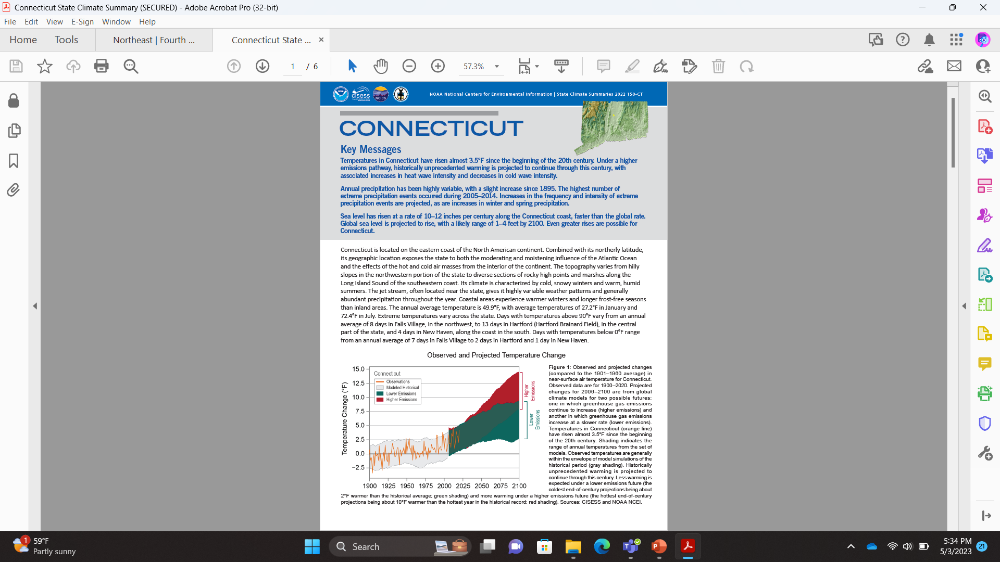 Connecticut State Climate Summary (SECURED) - Adobe Acrobat Pro (32-bit)
File Edit View E-Sign Window Help
Home Tools Northeast | Fourth ... Connecticut State ... ×
1 / 6 57.3%
NOAA National Centers for Environmental Information | State Climate Summaries 2022 150-CT
cisess
NCICS
CONNECTICUT
Key Messages
Temperatures in Connecticut have risen almost 3.5°F since the beginning of the 20th century. Under a higher
emissions pathway, historically unprecedented warming is projected to continue through this century, with
associated increases in heat wave intensity and decreases in cold wave intensity.
Annual precipitation has been highly variable, with a slight increase since 1895. The highest number of
extreme precipitation events occurred during 2005–2014. Increases in the frequency and intensity of extreme
precipitation events are projected, as are increases in winter and spring precipitation.
Sea level has risen at a rate of 10–12 inches per century along the Connecticut coast, faster than the global rate.
Global sea level is projected to rise, with a likely range of 1–4 feet by 2100. Even greater rises are possible for
Connecticut.
Connecticut is located on the eastern coast of the North American continent. Combined with its northerly latitude,
its geographic location exposes the state to both the moderating and moistening influence of the Atlantic Ocean
and the effects of the hot and cold air masses from the interior of the continent. The topography varies from hilly
slopes in the northwestern portion of the state to diverse sections of rocky high points and marshes along the
Long Island Sound of the southeastern coast. Its climate is characterized by cold, snowy winters and warm, humid
summers. The jet stream, often located near the state, gives it highly variable weather patterns and generally
abundant precipitation throughout the year. Coastal areas experience warmer winters and longer frost-free seasons
than inland areas. The annual average temperature is 49.9°F, with average temperatures of 27.2°F in January and
72.4°F in July. Extreme temperatures vary across the state. Days with temperatures above 90°F vary from an annual
average of 8 days in Falls Village, in the northwest, to 13 days in Hartford (Hartford Brainard Field), in the central
part of the state, and 4 days in New Haven, along the coast in the south. Days with temperatures below 0°F range
from an annual average of 7 days in Falls Village to 2 days in Hartford and 1 day in New Haven.
Observed and Projected Temperature Change
Temperature Change (°F)
15.0
12.5
10.0
7.5
5.0
2.5
0.0
−2.5
Connecticut
Observations
Modeled Historical
Lower Emissions
Higher Emissions
Higher
Emissions
Lower
Emissions
1900 1925 1950 1975 2000 2025 2050 2075 2100
Figure 1: Observed and projected changes
(compared to the 1901–1960 average) in
near-surface air temperature for Connecticut.
Observed data are for 1900–2020. Projected
changes for 2006–2100 are from global
climate models for two possible futures:
one in which greenhouse gas emissions
continue to increase (higher emissions) and
another in which greenhouse gas emissions
increase at a slower rate (lower emissions).
Temperatures in Connecticut (orange line)
have risen almost 3.5°F since the beginning
of the 20th century. Shading indicates the
range of annual temperatures from the set of
models. Observed temperatures are generally
within the envelope of model simulations of the
historical period (gray shading). Historically
unprecedented warming is projected to
continue through this century. Less warming is
expected under a lower emissions future (the
coldest end-of-century projections being about
2°F warmer than the historical average; green shading) and more warming under a higher emissions future (the hottest end-of-century
projections being about 10°F warmer than the hottest year in the historical record; red shading). Sources: CISESS and NOAA NCEI.
1
59°F
Partly sunny
Search
5:34 PM
5/3/2023
21